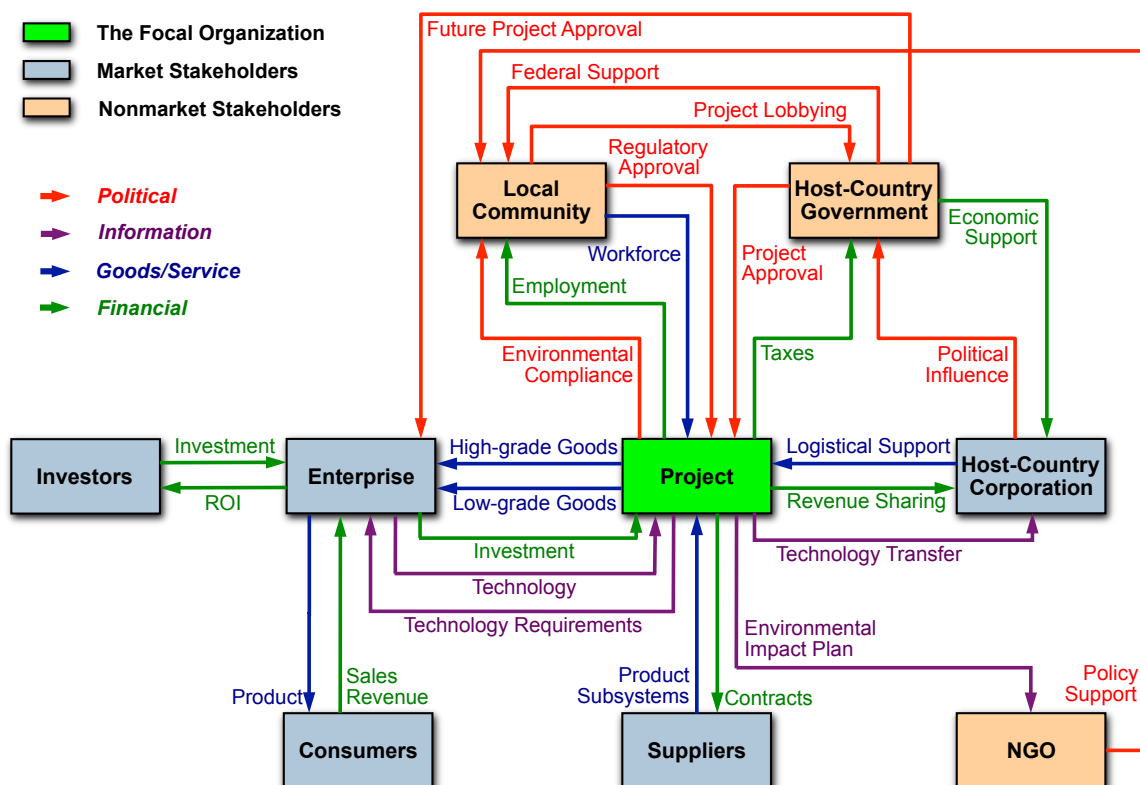 The Focal Organization
Market Stakeholders
Nonmarket Stakeholders
Political
Information
Goods/Service
Financial
Future Project Approval
Federal Support
Project Lobbying
Regulatory
Approval
Local
Community
Host-Country
Government
Economic
Support
Workforce
Project
Approval
Employment
Environmental
Compliance
Taxes
Political
Influence
Investors
Investment
ROI
Enterprise
High-grade Goods
Low-grade Goods
Project
Logistical Support
Revenue Sharing
Host-Country
Corporation
Investment
Technology
Technology Requirements
Technology Transfer
Environmental
Impact Plan
Product
Sales
Revenue
Product
Subsystems
Contracts
Policy
Support
Consumers
Suppliers
NGO